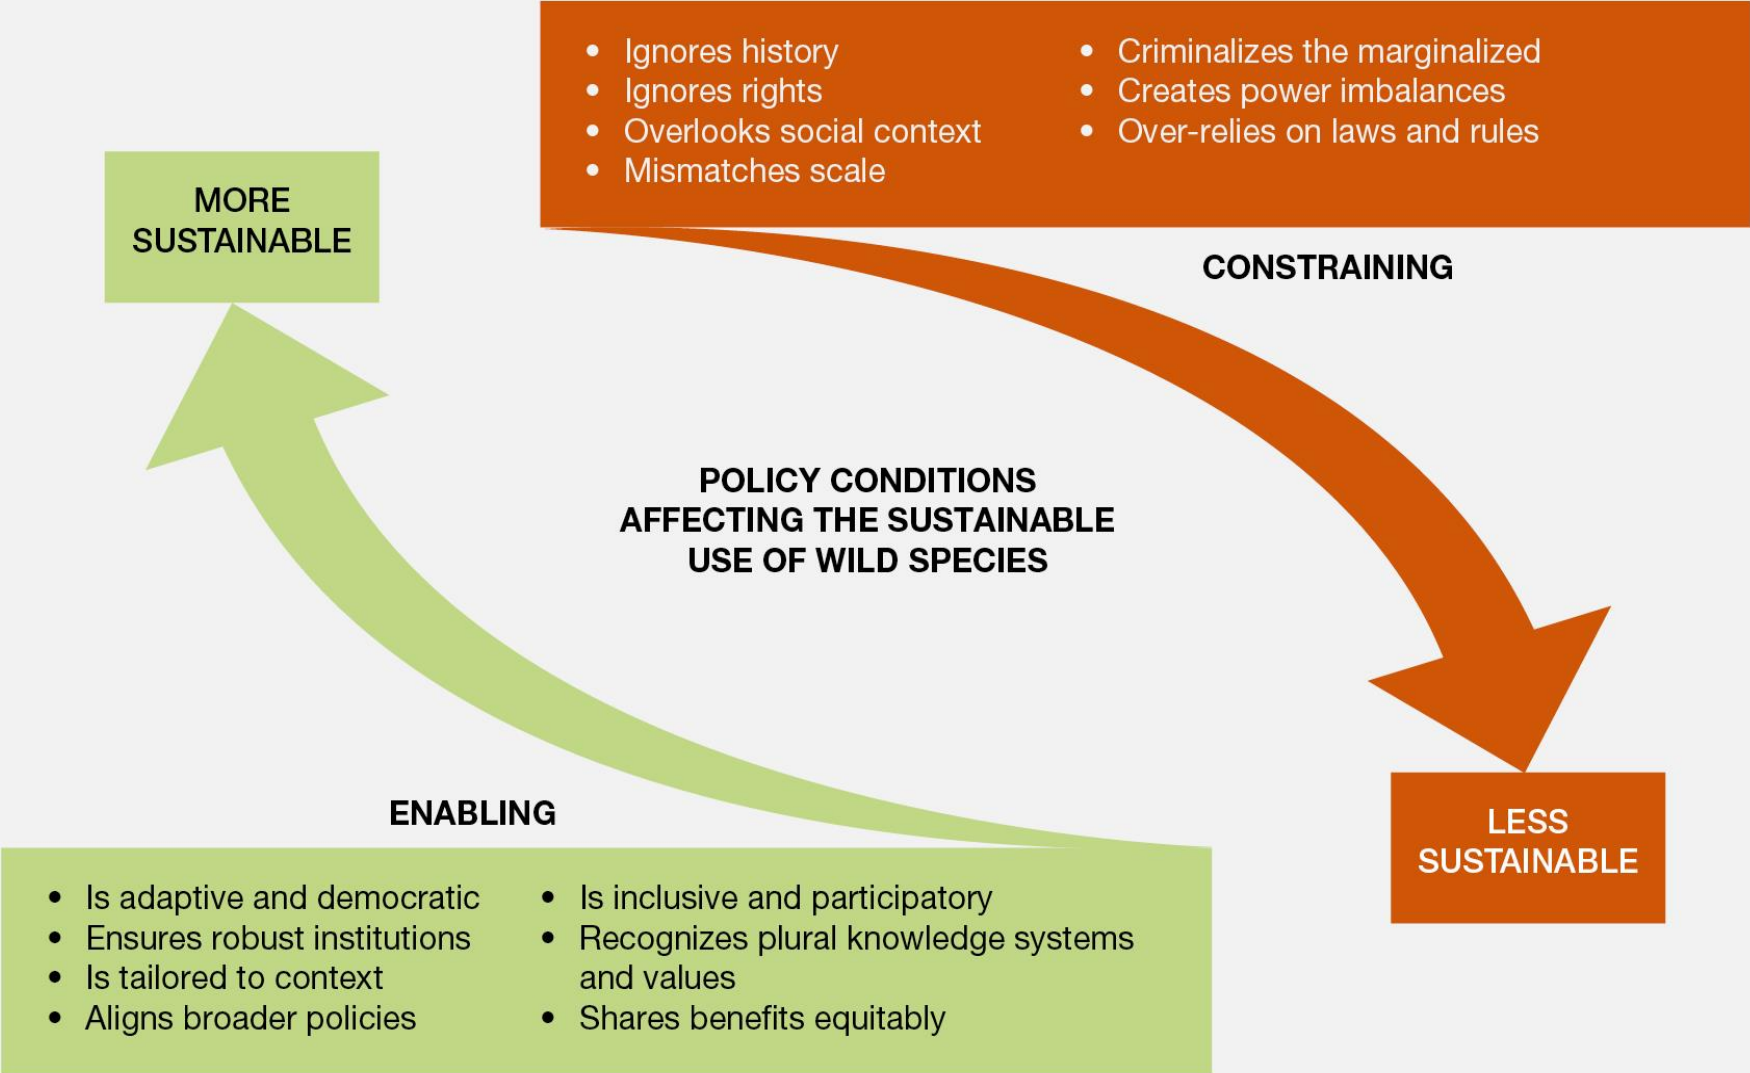 • Ignores history
• Ignores rights
• Overlooks social context
• Mismatches scale
• Criminalizes the marginalized
• Creates power imbalances
• Over-relies on laws and rules
MORE
SUSTAINABLE
CONSTRAINING
POLICY CONDITIONS
AFFECTING THE SUSTAINABLE
USE OF WILD SPECIES
ENABLING
LESS
SUSTAINABLE
• Is adaptive and democratic
• Ensures robust institutions
• Is tailored to context
• Aligns broader policies
• Is inclusive and participatory
• Recognizes plural knowledge systems
and values
• Shares benefits equitably